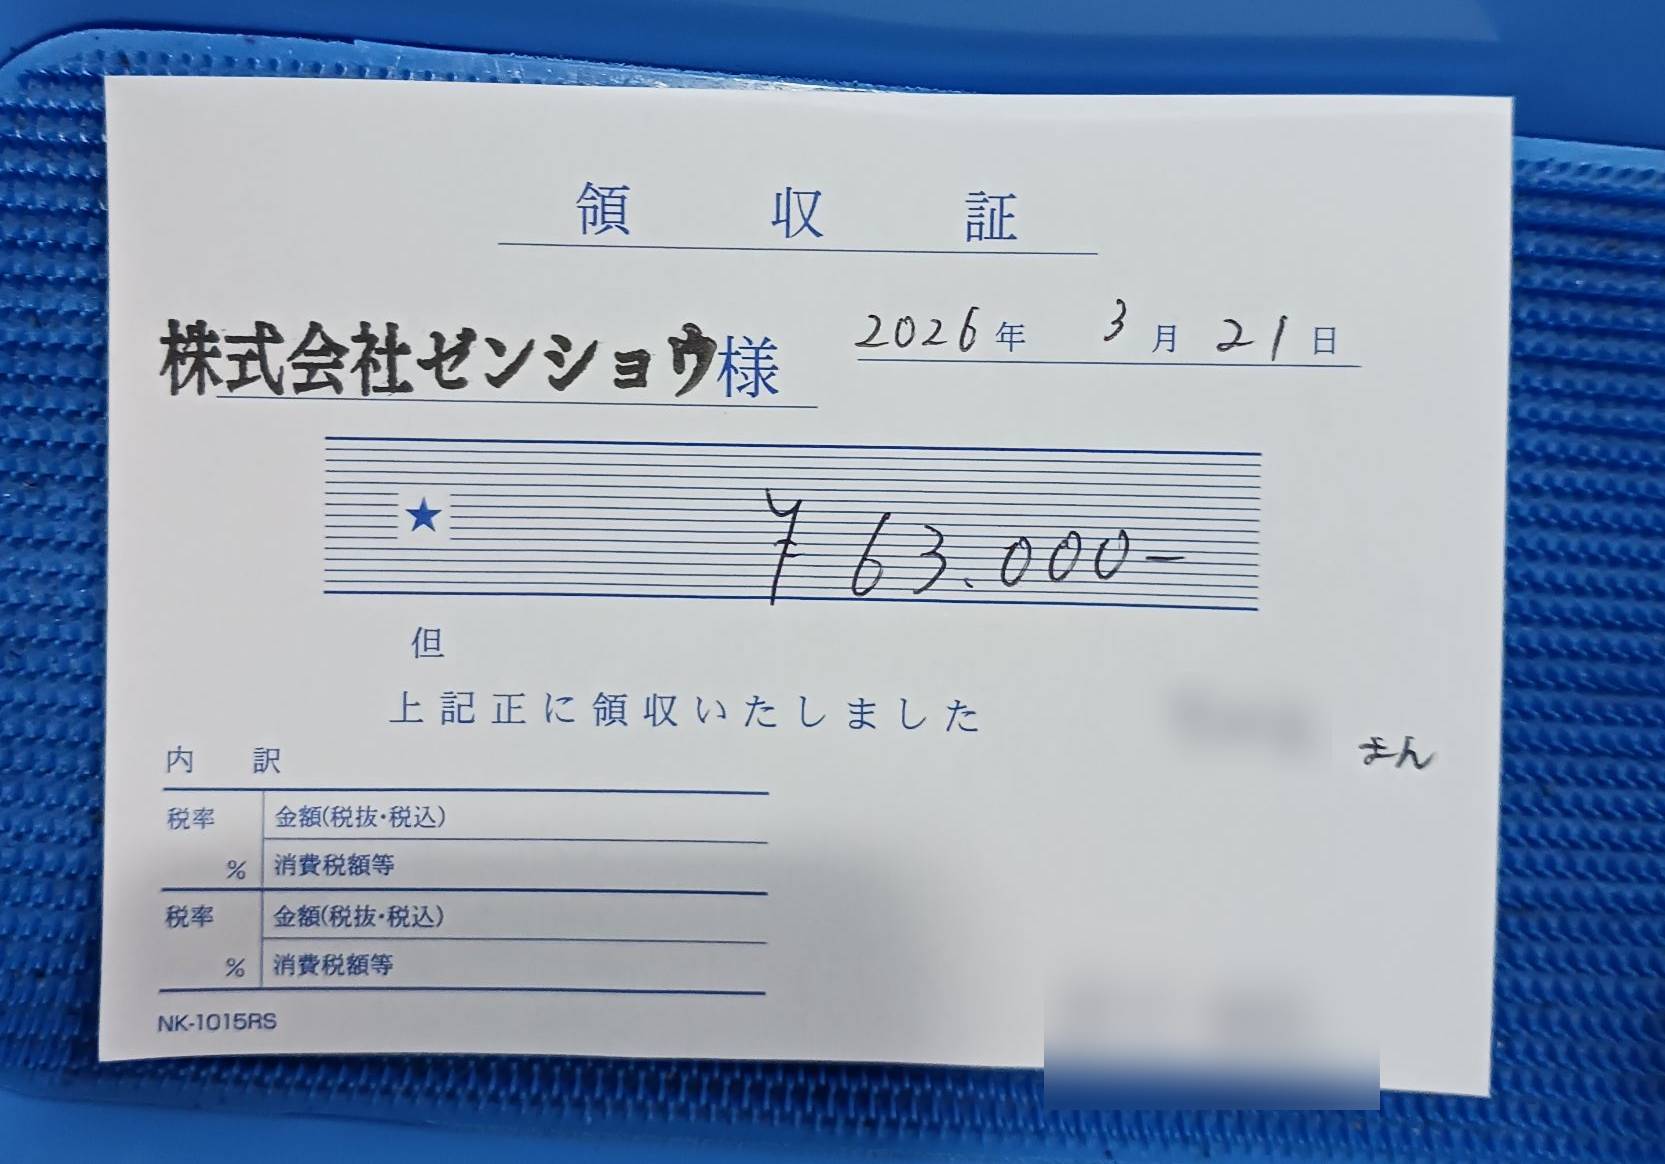 領収証
株式会社ゼンショウ様
2026年 3月 21日
★ ¥63.000-
但
上記正に領収いたしました
内訳
税率 金額(税抜・税込)
% 消費税額等
税率 金額(税抜・税込)
% 消費税額等
NK-1015RS